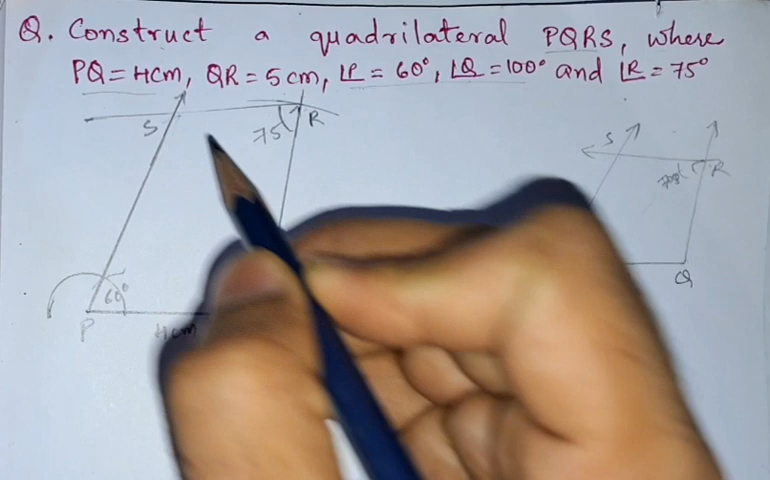 Q. Construct a quadrilateral PQRS, where
PQ = 4cm, QR = 5cm, ∠P = 60°, ∠Q = 100° and ∠R = 75°
S
75
R
60°
P
4cm
S
R
Q